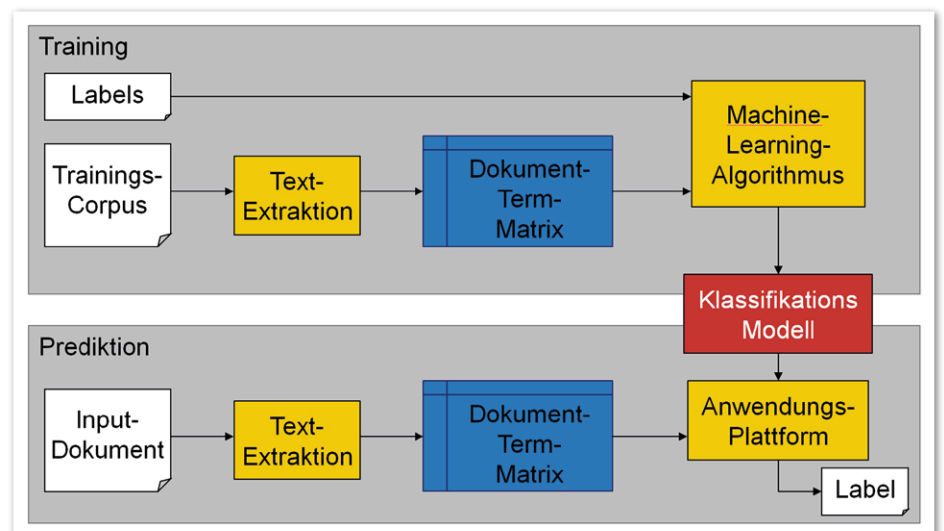 Training
Labels
Trainings-
Corpus
Text-
Extraktion
Dokument-
Term-
Matrix
Machine-
Learning-
Algorithmus
Klassifikations
Modell
Prediktion
Input-
Dokument
Text-
Extraktion
Dokument-
Term-
Matrix
Anwendungs-
Plattform
Label